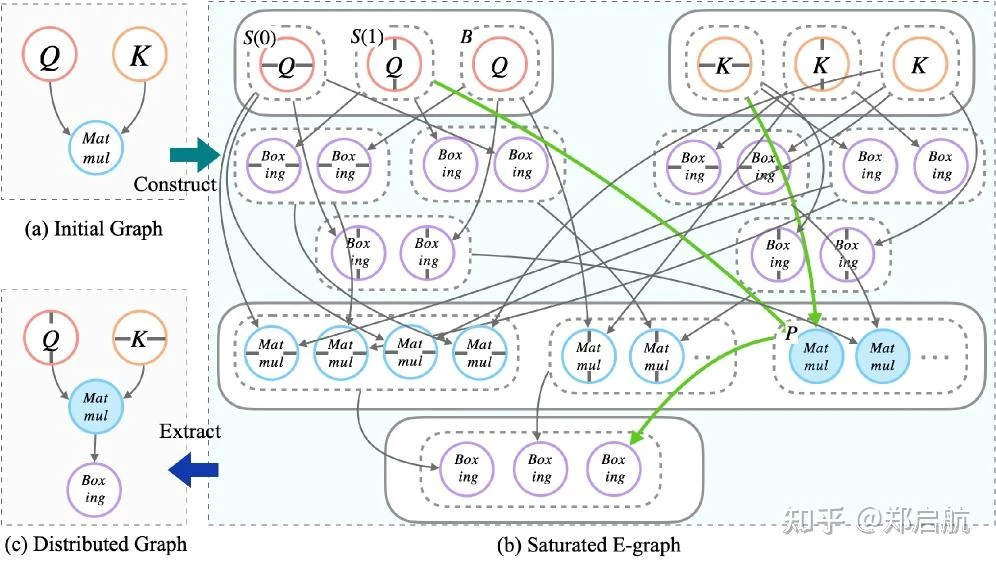 Q
K
Mat
mul
Construct
(a) Initial Graph
S(0)
Q
S(1)
Q
B
Q
K
K
K
Box
ing
Box
ing
Box
ing
Box
ing
Box
ing
Box
ing
Box
ing
Box
ing
Box
ing
Box
ing
Box
ing
Box
ing
Mat
mul
Mat
mul
Mat
mul
Mat
mul
Mat
mul
Mat
mul
...
P
Mat
mul
Mat
mul
...
Box
ing
Box
ing
Box
ing
(b) Saturated E-graph
Q
K
Mat
mul
Extract
Box
ing
(c) Distributed Graph
知乎 @郑启航